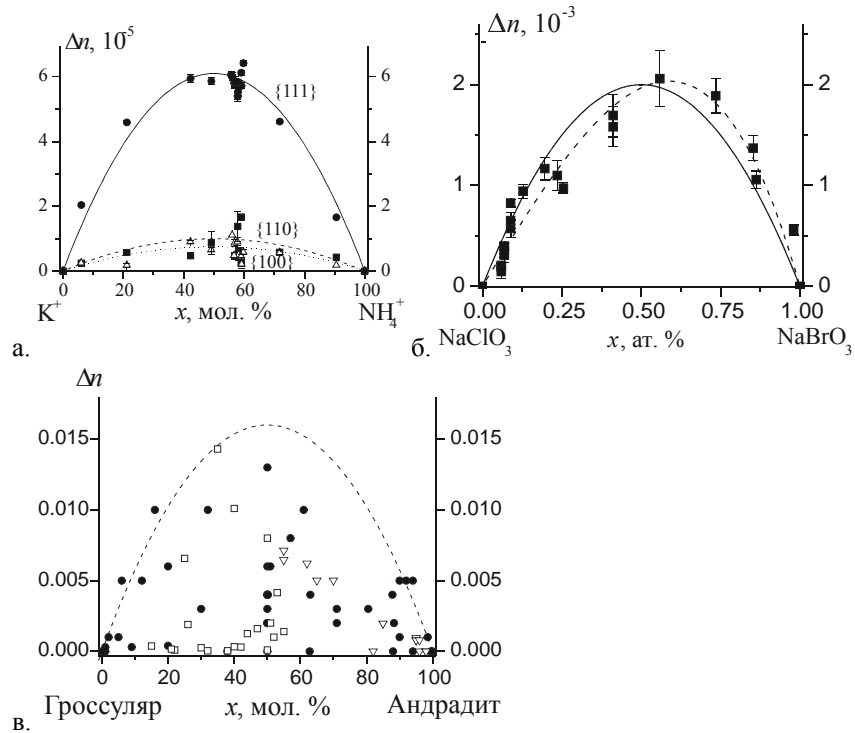 Δn, 10⁻⁵
6 6
4 4
2 2
0 0
{111}
{110}
{100}
0 20 40 60 80 100
K⁺ x, мол. % NH₄⁺
а.
Δn, 10⁻³
2 2
1 1
0 0
0.00 0.25 0.50 0.75 1.00
NaClO₃ x, ат. % NaBrO₃
б.
Δn
0.015 0.015
0.010 0.010
0.005 0.005
0.000 0.000
0 20 40 60 80 100
Гроссуляр x, мол. % Андрадит
в.